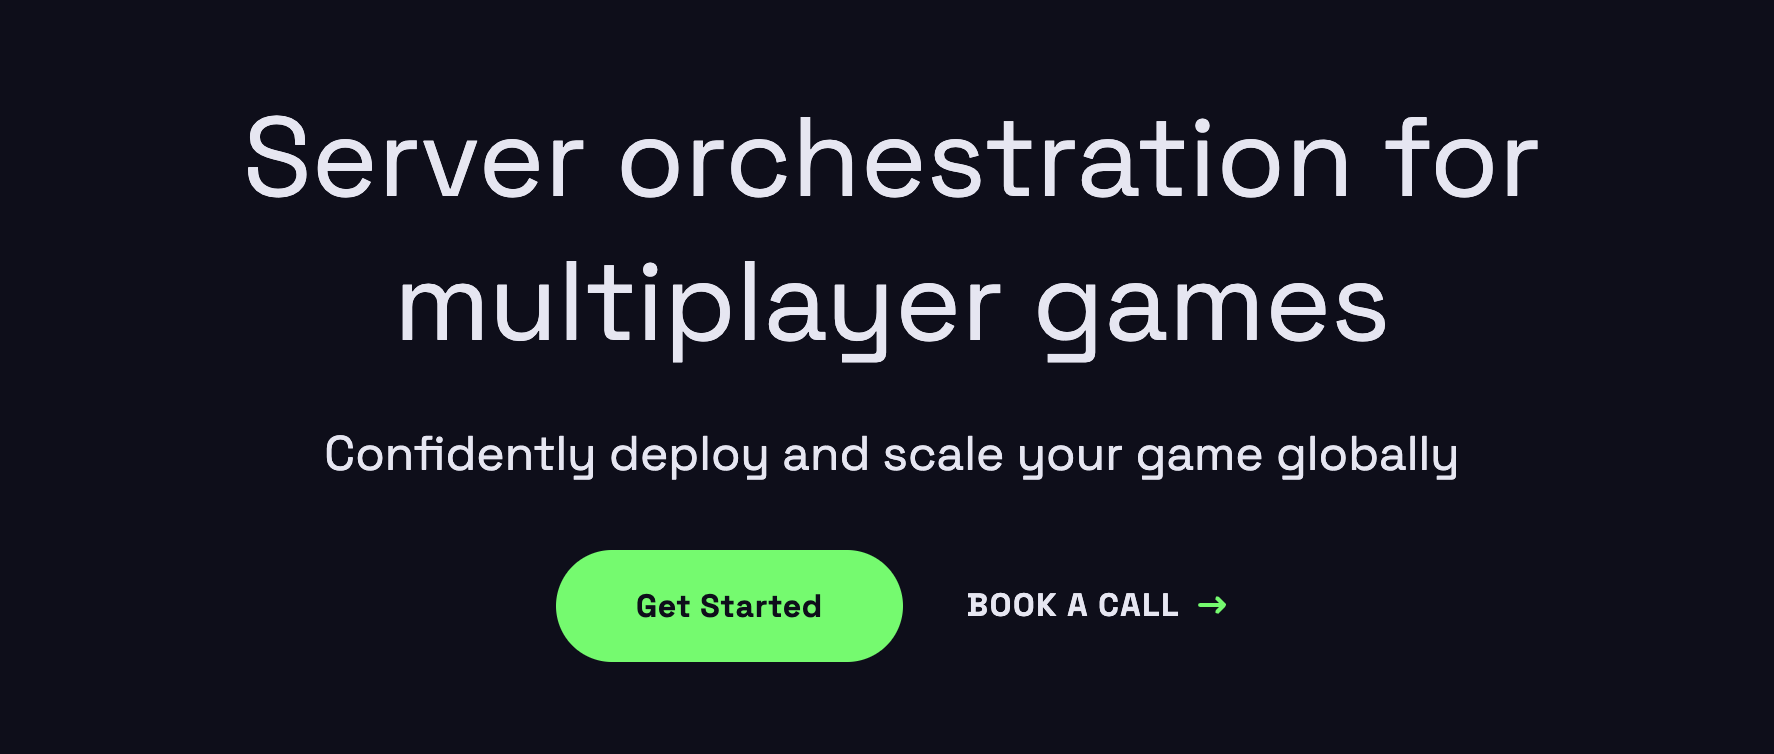 Server orchestration for
multiplayer games
Confidently deploy and scale your game globally
Get Started
BOOK A CALL →